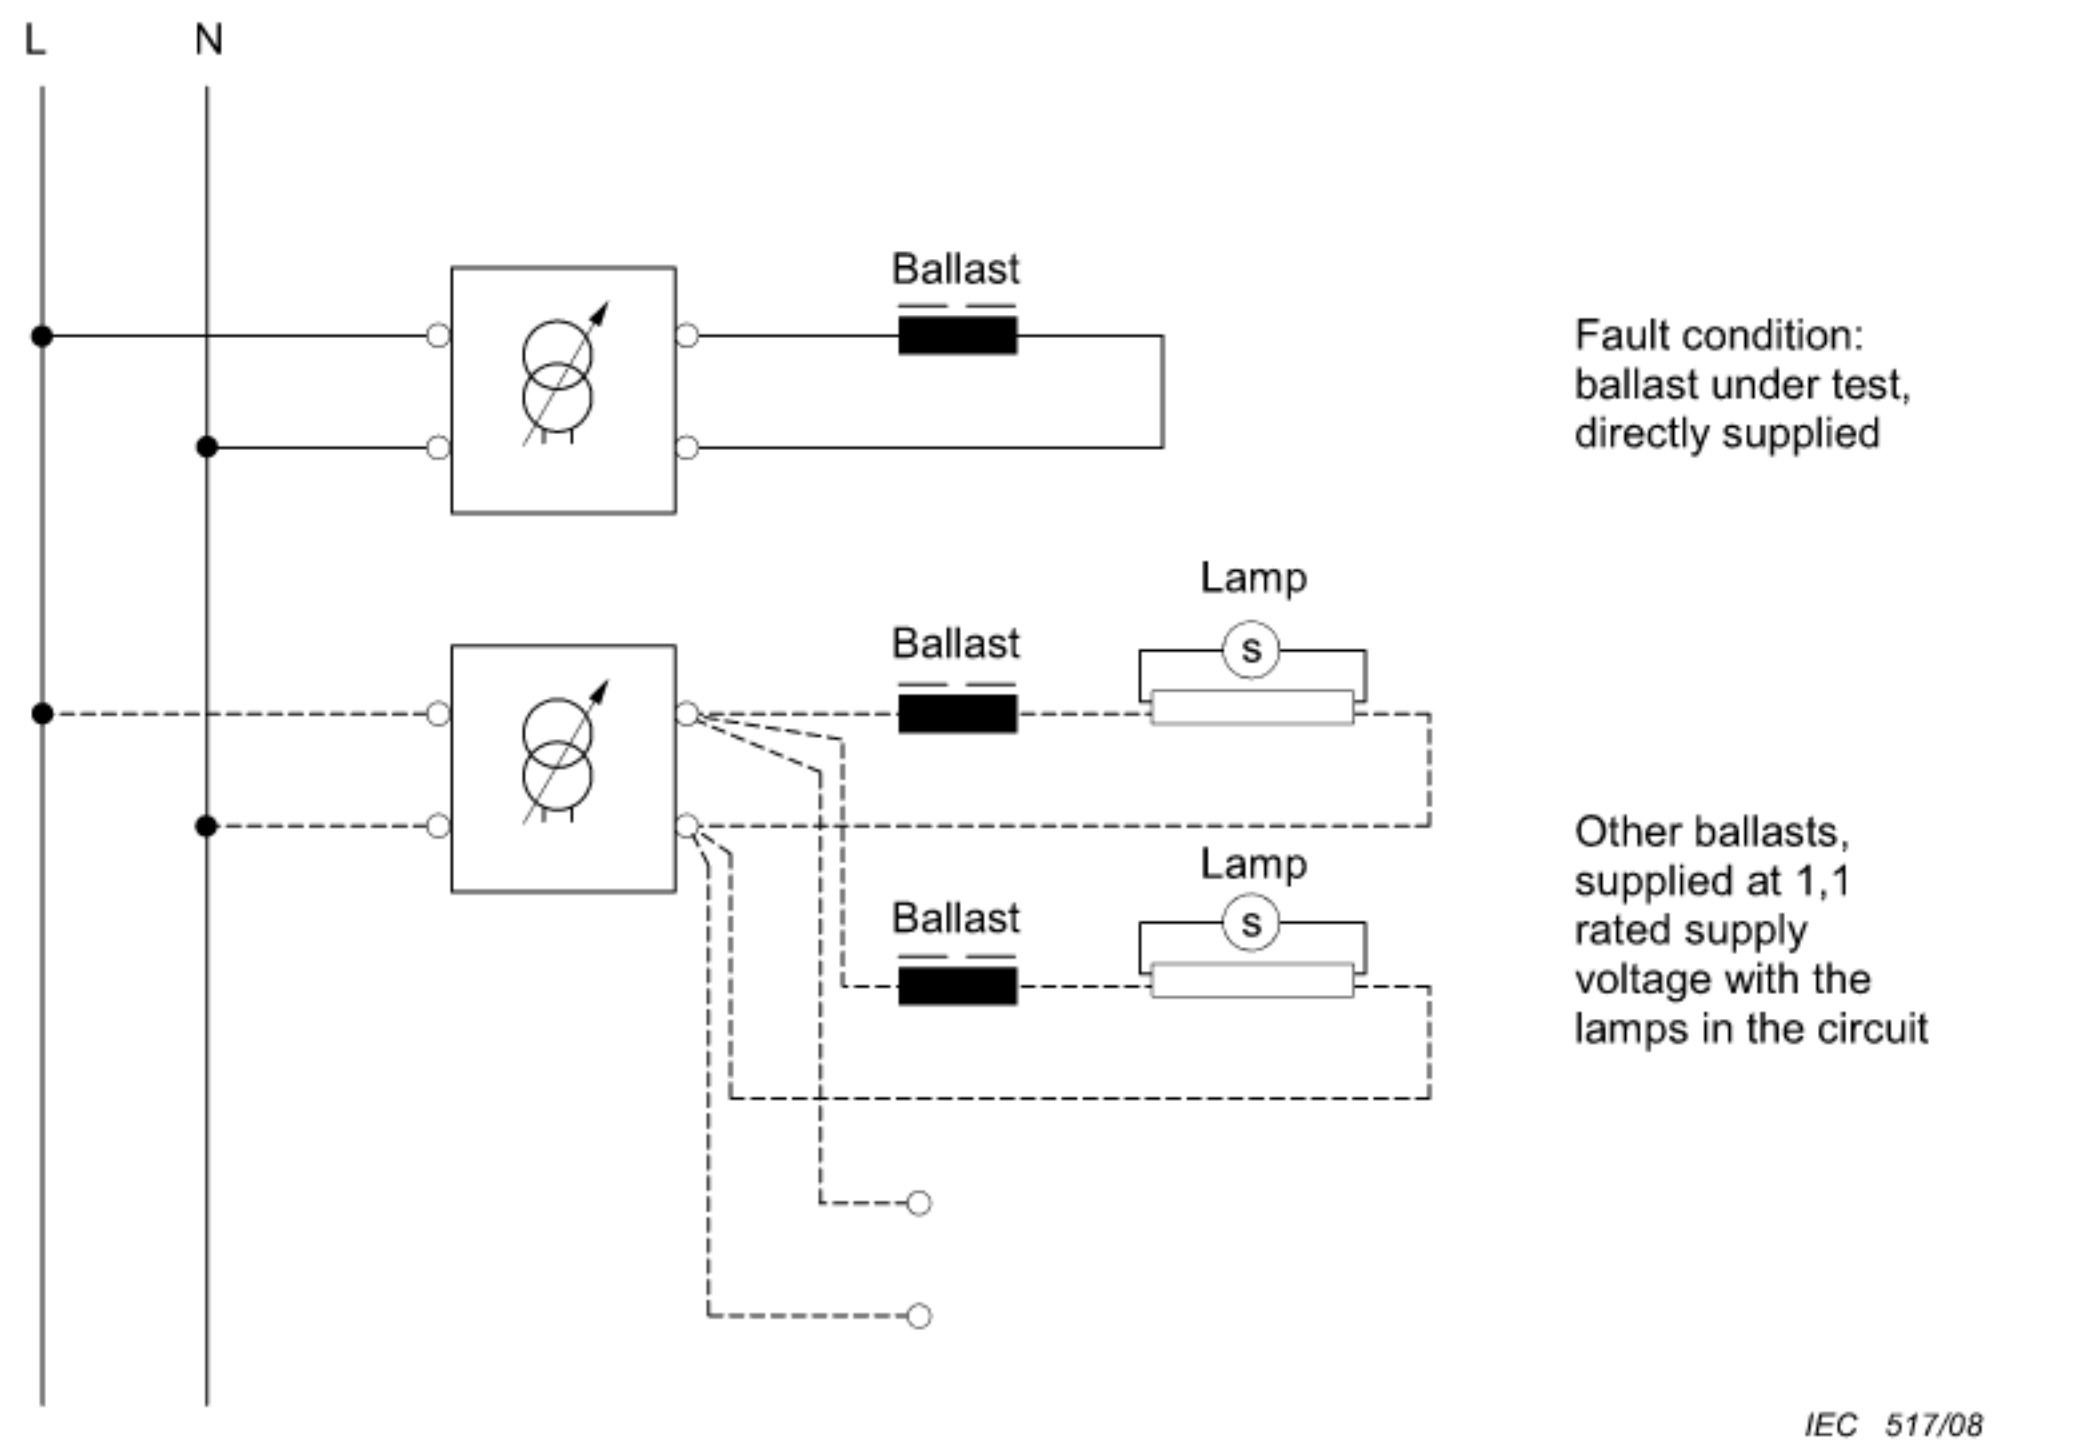 L
N
Ballast
Fault condition:
ballast under test,
directly supplied
Lamp
S
Ballast
Lamp
S
Ballast
Other ballasts,
supplied at 1,1
rated supply
voltage with the
lamps in the circuit
IEC 517/08